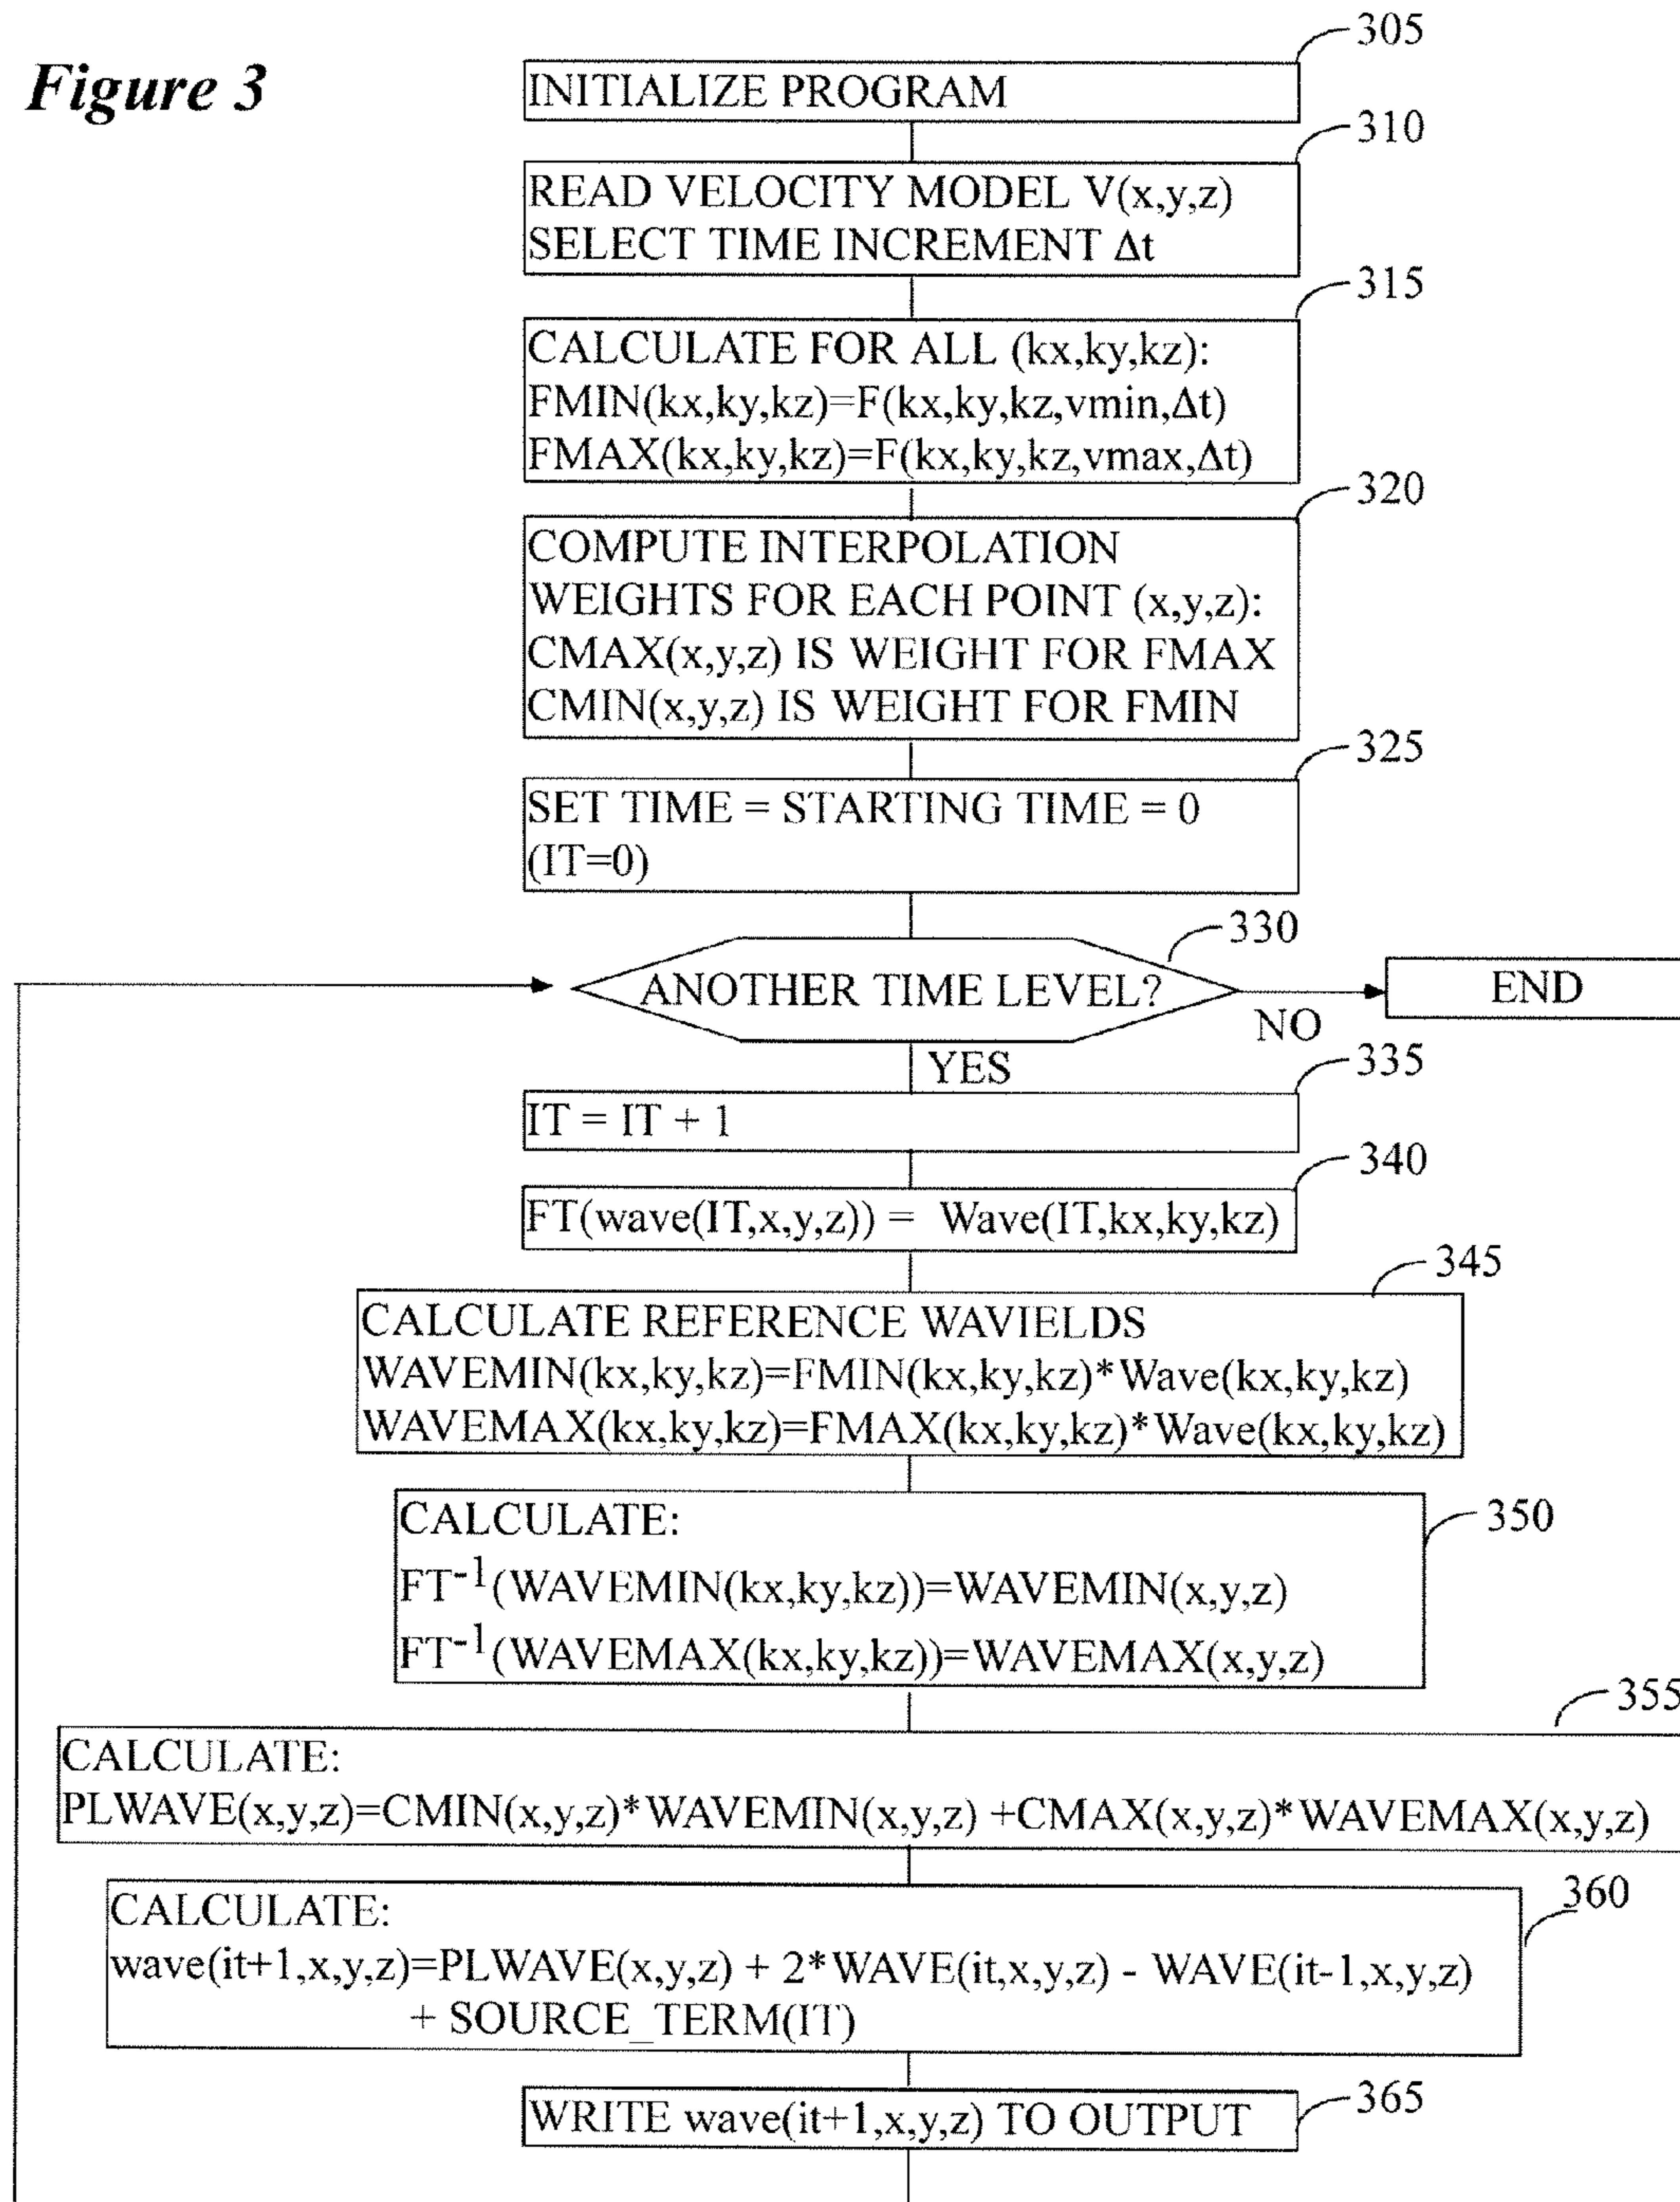 Figure 3
305
INITIALIZE PROGRAM
310
READ VELOCITY MODEL V(x,y,z)
SELECT TIME INCREMENT Δt
315
CALCULATE FOR ALL (kx,ky,kz):
FMIN(kx,ky,kz)=F(kx,ky,kz,vmin,Δt)
FMAX(kx,ky,kz)=F(kx,ky,kz,vmax,Δt)
320
COMPUTE INTERPOLATION
WEIGHTS FOR EACH POINT (x,y,z):
CMAX(x,y,z) IS WEIGHT FOR FMAX
CMIN(x,y,z) IS WEIGHT FOR FMIN
325
SET TIME = STARTING TIME = 0
(IT=0)
330
ANOTHER TIME LEVEL?
END
NO
YES
335
IT = IT + 1
340
FT(wave(IT,x,y,z)) = Wave(IT,kx,ky,kz)
345
CALCULATE REFERENCE WAVIELDS
WAVEMIN(kx,ky,kz)=FMIN(kx,ky,kz)*Wave(kx,ky,kz)
WAVEMAX(kx,ky,kz)=FMAX(kx,ky,kz)*Wave(kx,ky,kz)
350
CALCULATE:
FT⁻¹(WAVEMIN(kx,ky,kz))=WAVEMIN(x,y,z)
FT⁻¹(WAVEMAX(kx,ky,kz))=WAVEMAX(x,y,z)
355
CALCULATE:
PLWAVE(x,y,z)=CMIN(x,y,z)*WAVEMIN(x,y,z) +CMAX(x,y,z)*WAVEMAX(x,y,z)
360
CALCULATE:
wave(it+1,x,y,z)=PLWAVE(x,y,z) + 2*WAVE(it,x,y,z) - WAVE(it-1,x,y,z)
+ SOURCE_TERM(IT)
365
WRITE wave(it+1,x,y,z) TO OUTPUT